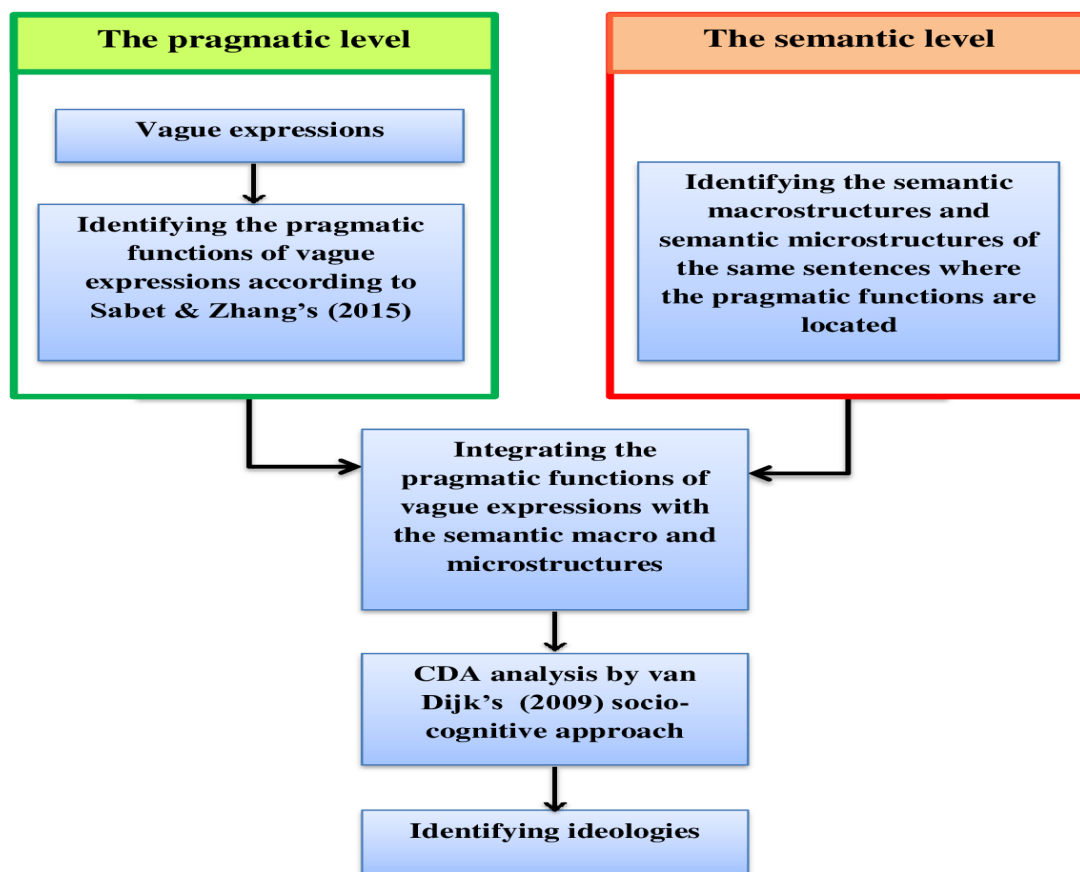 The pragmatic level
Vague expressions
Identifying the pragmatic
functions of vague
expressions according to
Sabet & Zhang's (2015)
The semantic level
Identifying the semantic
macrostructures and
semantic microstructures of
the same sentences where
the pragmatic functions are
located
Integrating the
pragmatic functions of
vague expressions with
the semantic macro and
microstructures
CDA analysis by van
Dijk's (2009) socio-
cognitive approach
Identifying ideologies